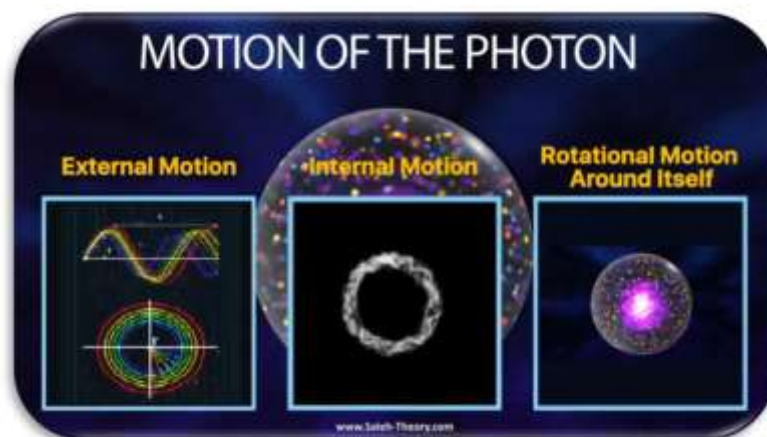 MOTION OF THE PHOTON
External Motion
Internal Motion
Rotational Motion
Around Itself
www.Saleh-Theory.com